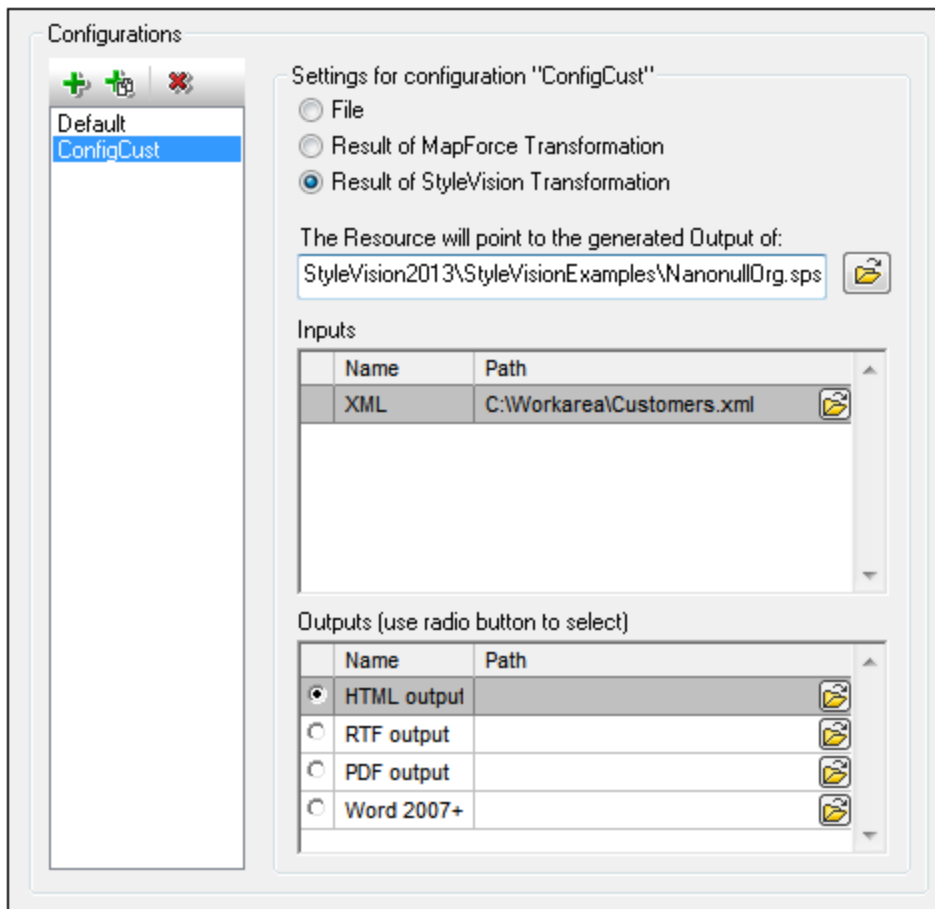 Configurations
Default
ConfigCust
Settings for configuration "ConfigCust"
File
Result of MapForce Transformation
Result of StyleVision Transformation
The Resource will point to the generated Output of:
StyleVision2013\StyleVisionExamples\NanonullOrg.sps
Inputs
Name Path
XML C:\Workarea\Customers.xml
Outputs (use radio button to select)
Name Path
HTML output
RTF output
PDF output
Word 2007+